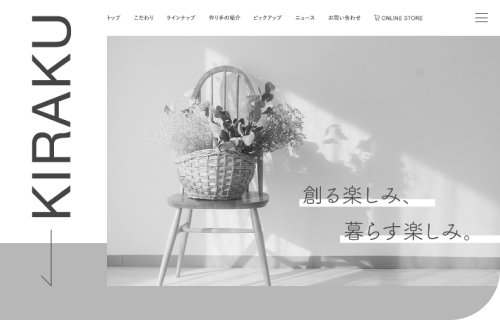 KIRAKU
トップ
こだわり
ラインナップ
作り手の紹介
ピックアップ
ニュース
お問い合わせ
ONLINE STORE
創る楽しみ、
暮らす楽しみ。